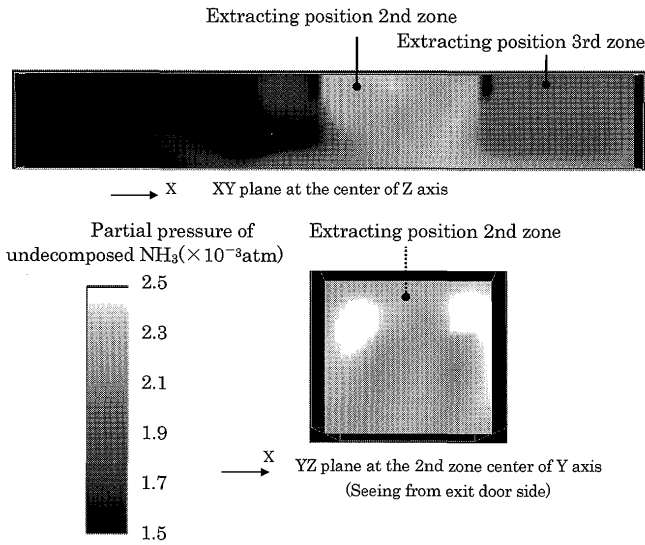 Extracting position 2nd zone
Extracting position 3rd zone
X
XY plane at the center of Z axis
Partial pressure of
undecomposed NH₃(×10⁻³atm)
Extracting position 2nd zone
2.5
2.3
2.1
1.9
1.7
1.5
X
YZ plane at the 2nd zone center of Y axis
(Seeing from exit door side)